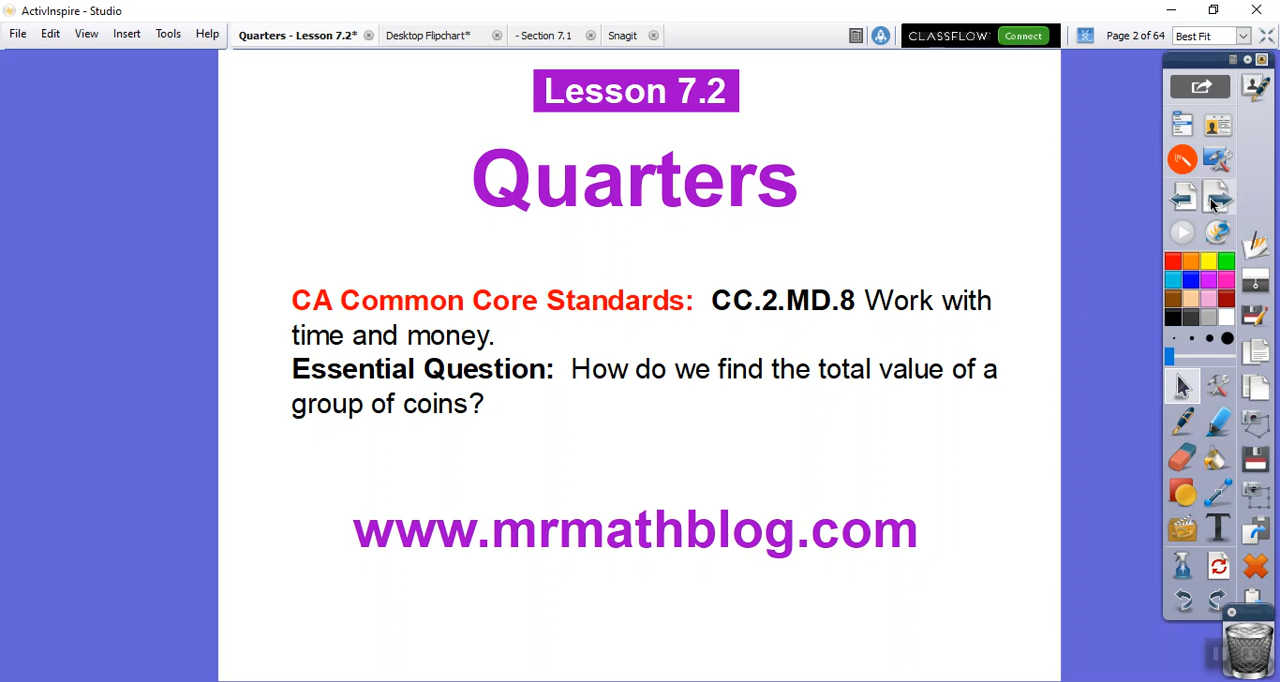 ActivInspire - Studio
File Edit View Insert Tools Help
Quarters - Lesson 7.2* Desktop Flipchart* - Section 7.1 Snagit
CLASSFLOW Connect
Page 2 of 64 Best Fit
Lesson 7.2
Quarters
CA Common Core Standards: CC.2.MD.8 Work with
time and money.
Essential Question: How do we find the total value of a
group of coins?
www.mrmathblog.com